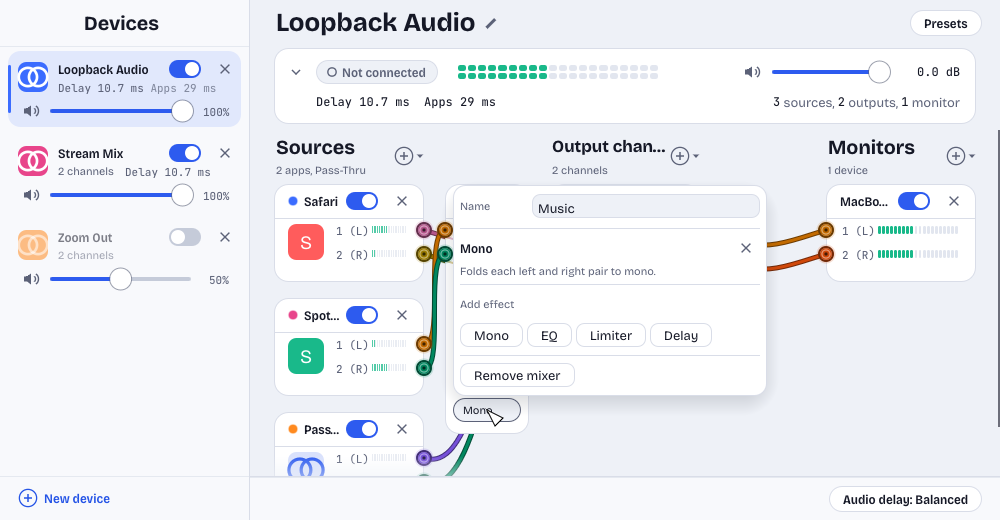 Devices
Loopback Audio
Delay 10.7 ms Apps 29 ms
100%
Stream Mix
2 channels Delay 10.7 ms
100%
Zoom Out
2 channels
50%
New device
Loopback Audio
Presets
Not connected
0.0 dB
Delay 10.7 ms Apps 29 ms
3 sources, 2 outputs, 1 monitor
Sources
2 apps, Pass-Thru
Output chan...
2 channels
Monitors
1 device
Safari
S
1 (L)
2 (R)
Spot...
S
1 (L)
2 (R)
Pass...
1 (L)
Name
Music
Mono
Folds each left and right pair to mono.
Add effect
Mono
EQ
Limiter
Delay
Remove mixer
Mono
MacBo...
1 (L)
2 (R)
Audio delay: Balanced